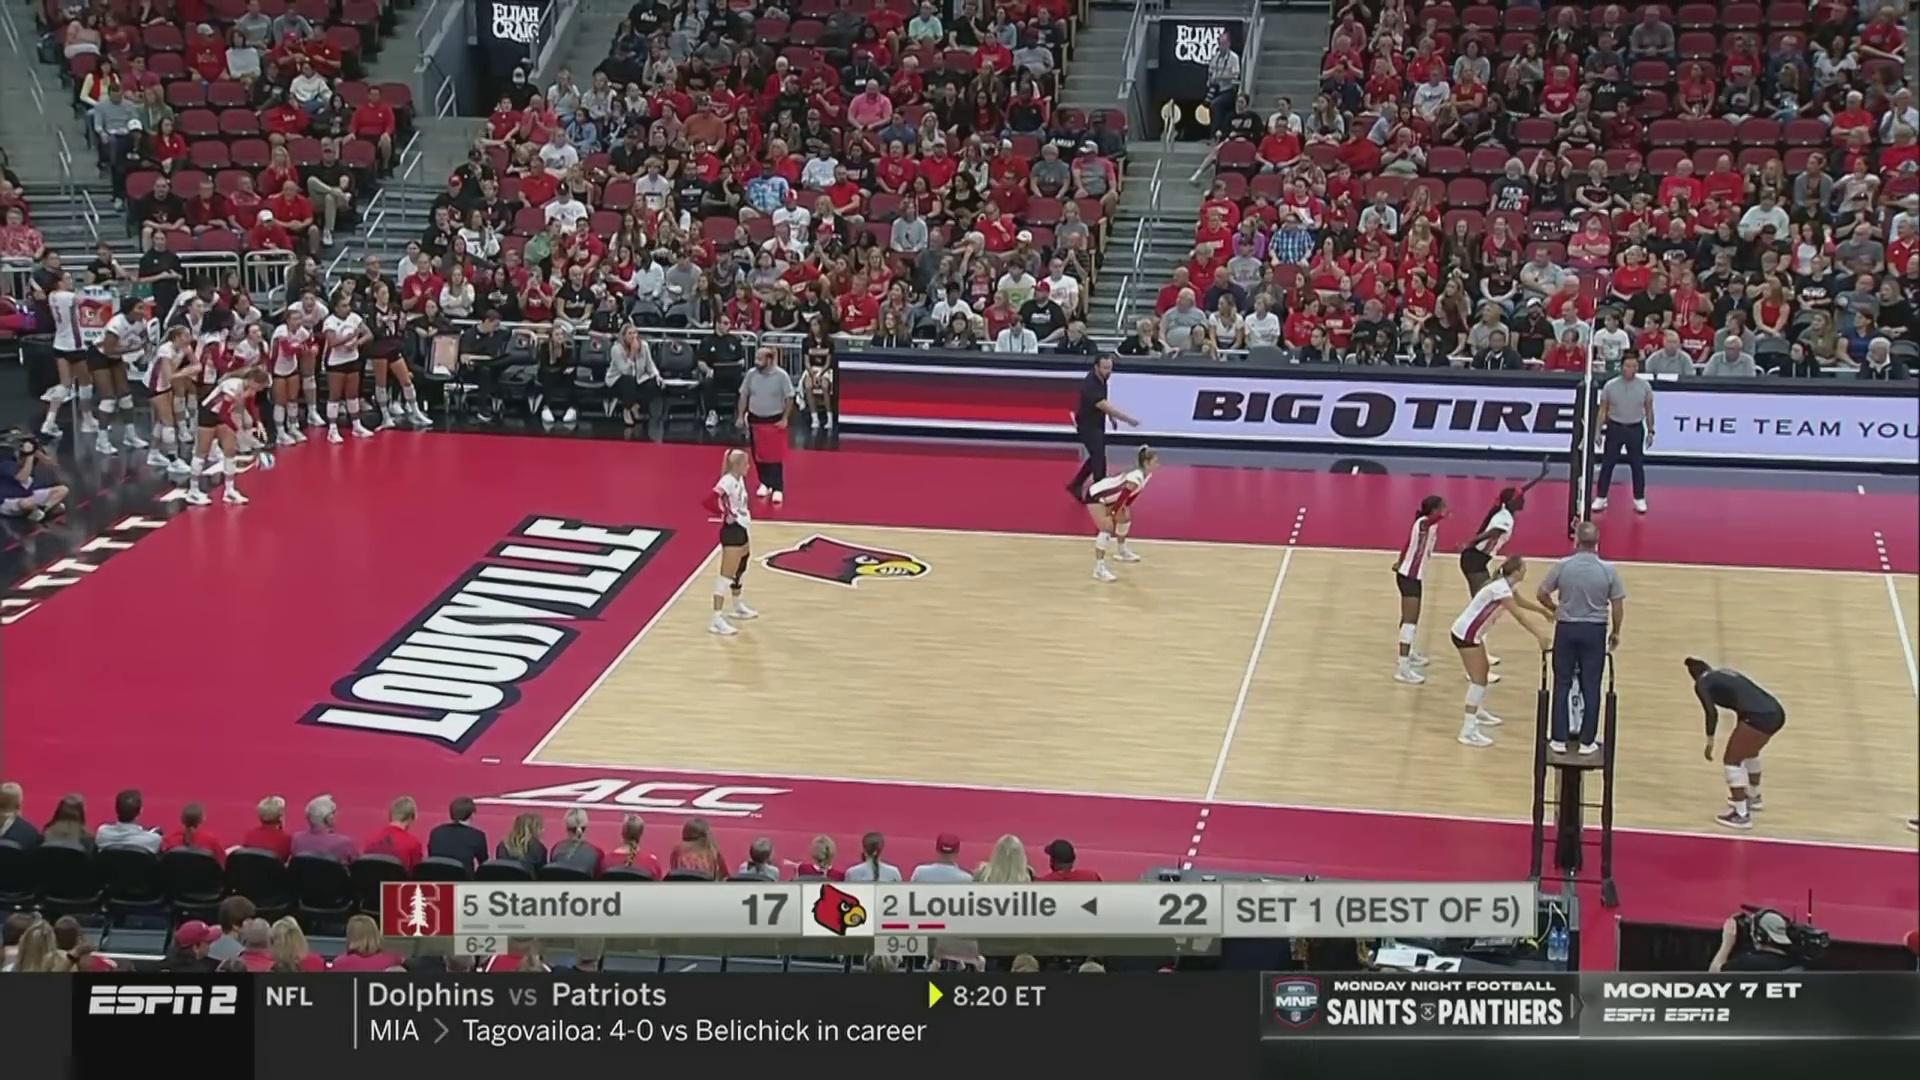 ELIJAH
CRAIG
ELIJAH
CRAIG
BIG O TIRE
THE TEAM YOU
LOUISVILLE
ACC
5 Stanford 17
6-2
2 Louisville ◄ 22
9-0
SET 1 (BEST OF 5)
ESPN2
NFL
Dolphins vs Patriots
8:20 ET
MIA > Tagovailoa: 4-0 vs Belichick in career
ESPN
MNF
MONDAY NIGHT FOOTBALL
SAINTS PANTHERS
MONDAY 7 ET
ESPN ESPN2